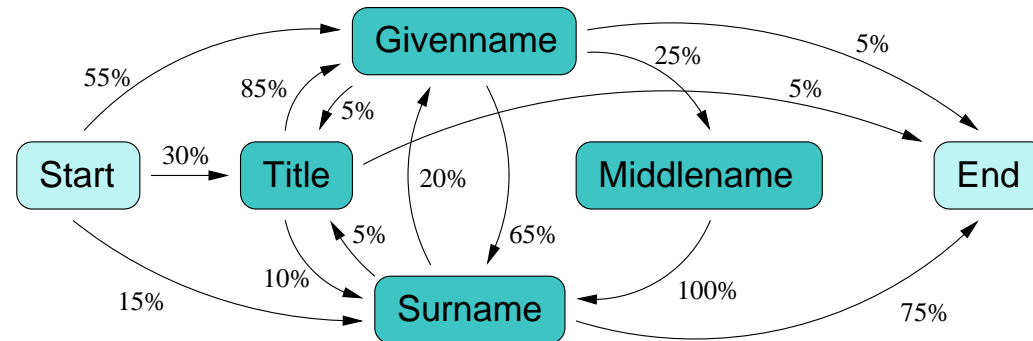 Givenname
5%
25%
55%
85%
5%
5%
30%
Start
Title
20%
Middlename
End
5%
65%
10%
Surname
100%
15%
75%